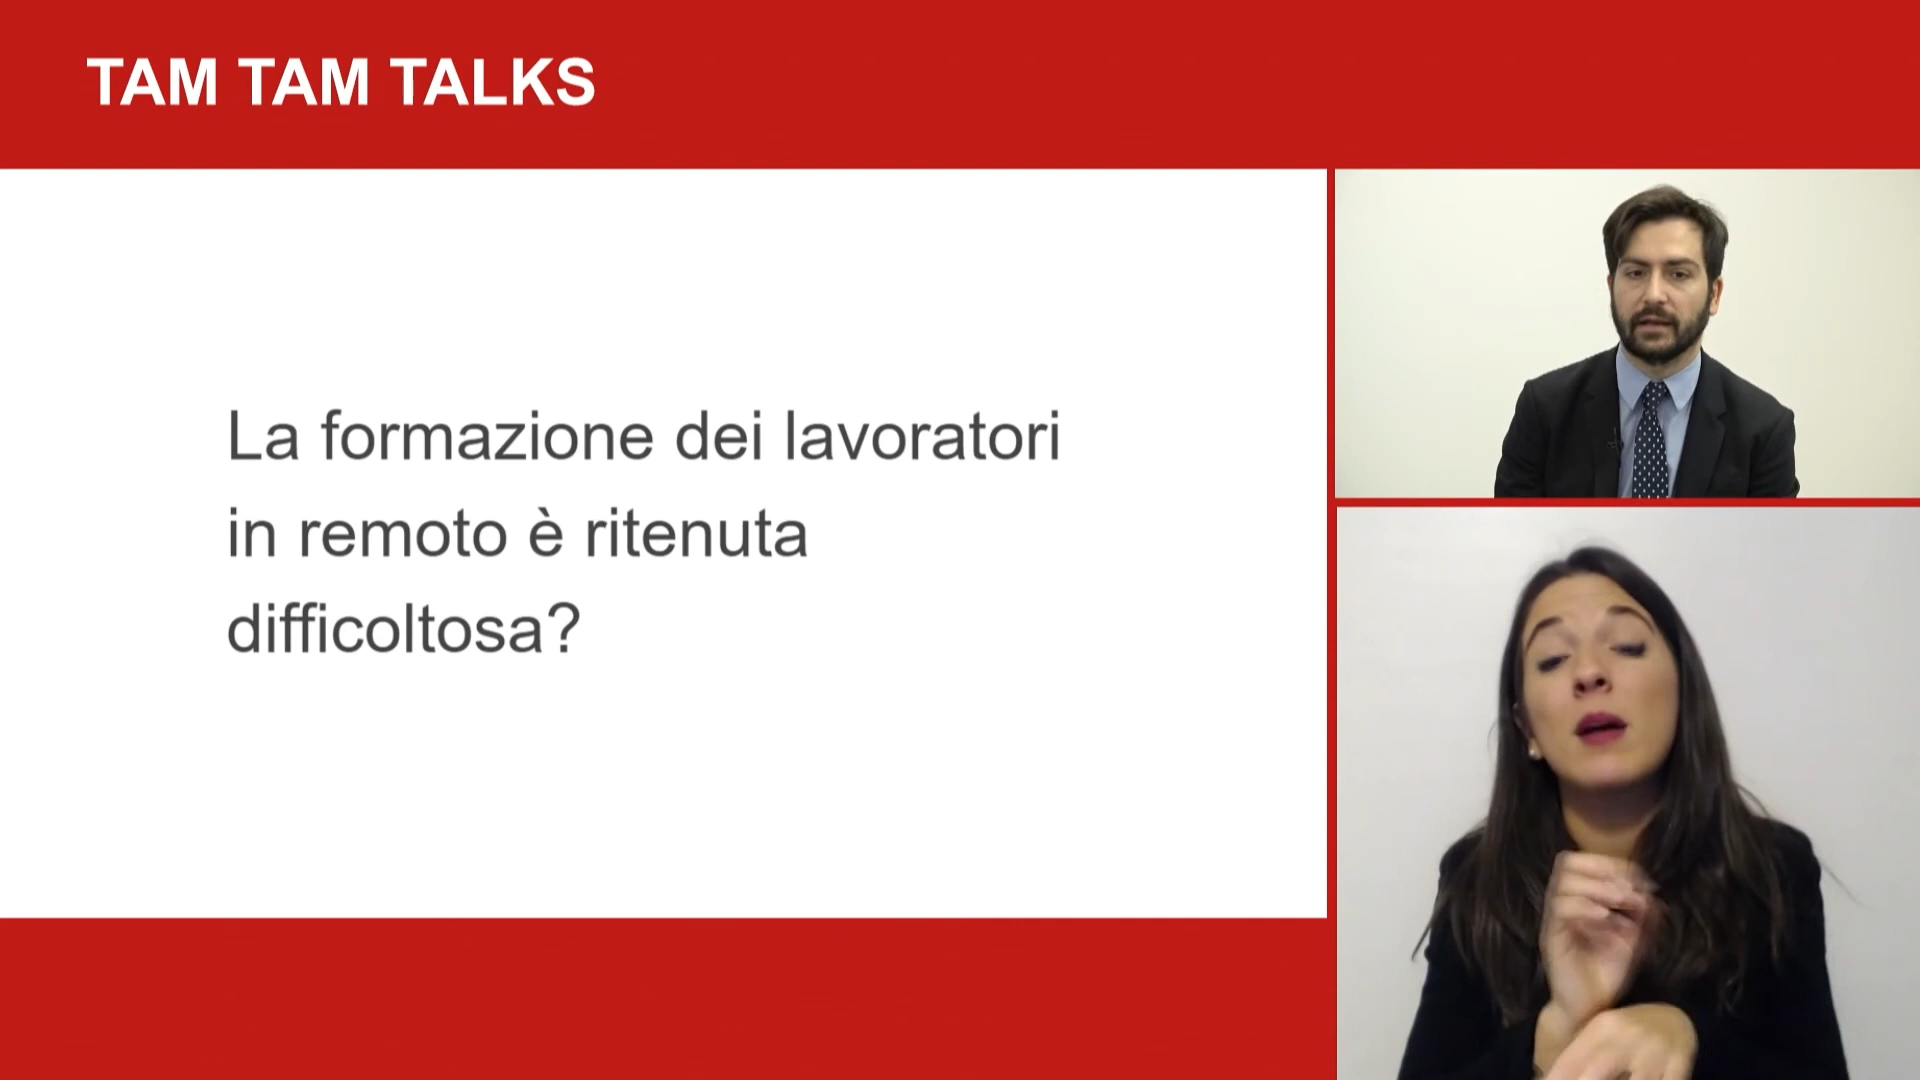 TAM TAM TALKS
La formazione dei lavoratori
in remoto è ritenuta
difficoltosa?